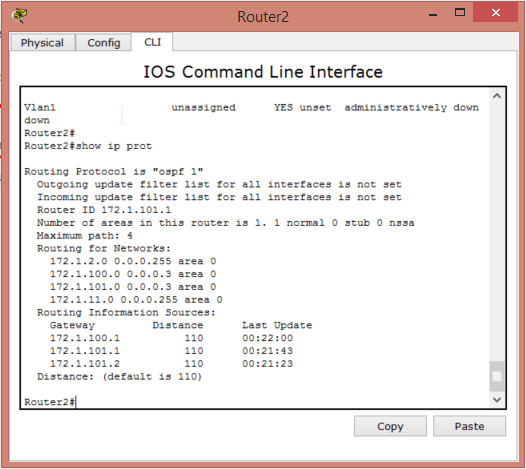 Router2
Physical Config CLI
IOS Command Line Interface
Vlan1 unassigned YES unset administratively down
down
Router2#
Router2#show ip prot
Routing Protocol is "ospf 1"
Outgoing update filter list for all interfaces is not set
Incoming update filter list for all interfaces is not set
Router ID 172.1.101.1
Number of areas in this router is 1. 1 normal 0 stub 0 nssa
Maximum path: 4
Routing for Networks:
172.1.2.0 0.0.0.255 area 0
172.1.100.0 0.0.0.3 area 0
172.1.101.0 0.0.0.3 area 0
172.1.11.0 0.0.0.255 area 0
Routing Information Sources:
Gateway Distance Last Update
172.1.100.1 110 00:22:00
172.1.101.1 110 00:21:43
172.1.101.2 110 00:21:23
Distance: (default is 110)
Router2#
Copy Paste